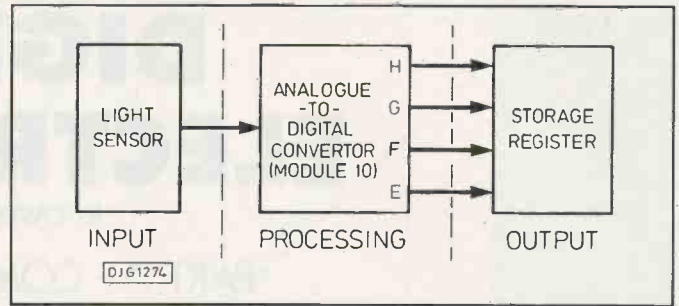 LIGHT
SENSOR
ANALOGUE
-TO-
DIGITAL
CONVERTOR
(MODULE 10)
H
G
F
E
STORAGE
REGISTER
INPUT
PROCESSING
OUTPUT
DJG1274